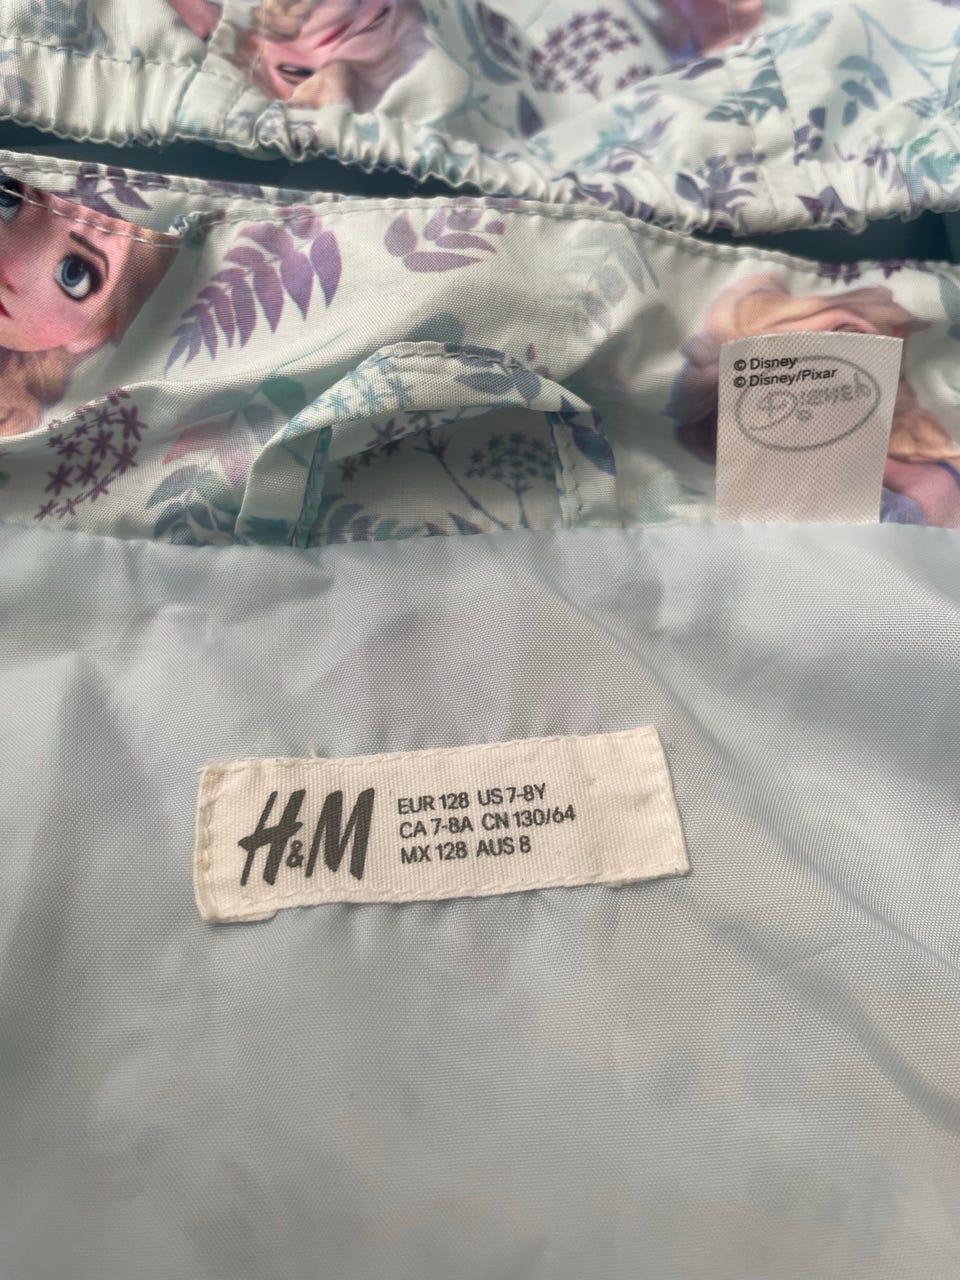 © Disney
© Disney/Pixar
H&M
EUR 128 US 7-8Y
CA 7-8A CN 130/64
MX 128 AUS 8